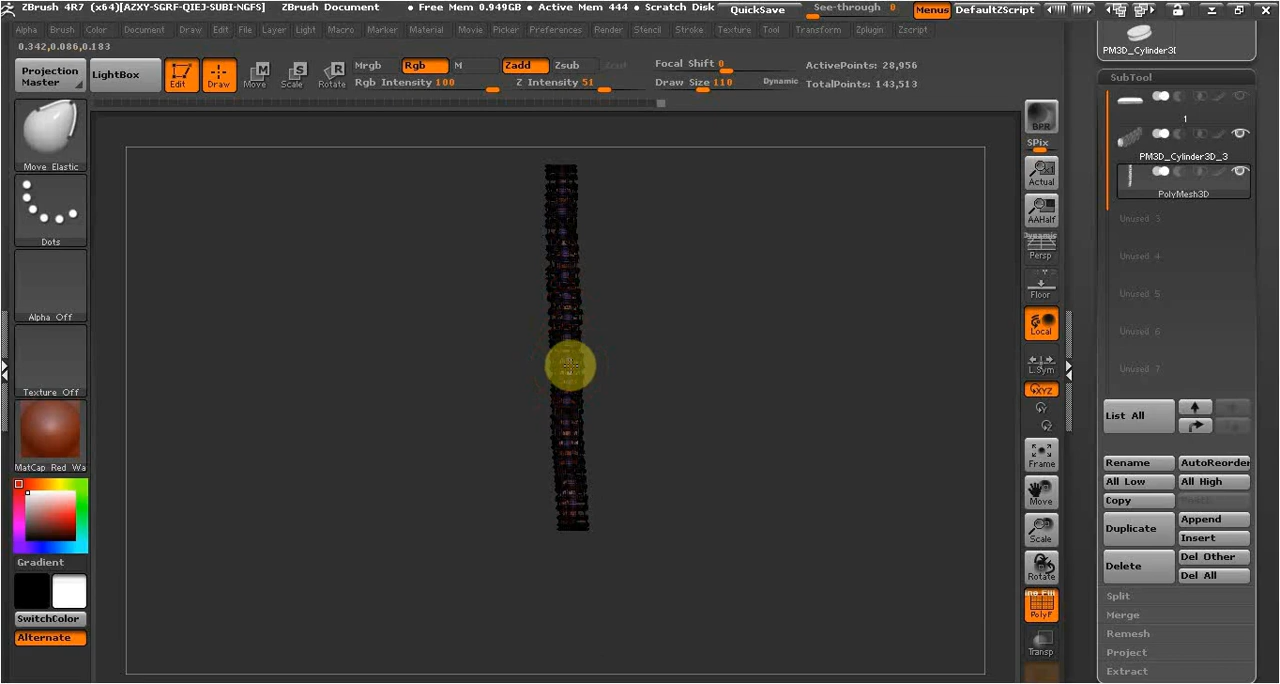 ZBrush 4R7 (x64)[AZXY-SGRF-QIEJ-SUBI-NGFS] ZBrush Document • Free Mem 0.949GB • Active Mem 444 • Scratch Disk QuickSave See-through 0 Menus DefaultZScript
Alpha Brush Color Document Draw Edit File Layer Light Macro Marker Material Movie Picker Preferences Render Stencil Stroke Texture Tool Transform Zplugin Zscript
0.342,0.086,0.183
Projection Master
LightBox
Edit
Draw
Move
Scale
Rotate
Mrgb Rgb M
Rgb Intensity 100
Zadd Zsub
Z Intensity 51
Focal Shift 0
Draw Size 110 Dynamic
ActivePoints: 28,956
TotalPoints: 143,513
Move Elastic
Dots
Alpha Off
Texture Off
MatCap Red Wa
Gradient
SwitchColor
Alternate
BPR
SPix
Actual
AAHalf
Dynamic
Persp
Floor
Local
L.Sym
XYZ
Frame
Move
Scale
Rotate
PolyF
Transp
SubTool
1
PM3D_Cylinder3D_3
PolyMesh3D
Unused 3
Unused 4
Unused 5
Unused 6
Unused 7
List All
Rename AutoReorder
All Low All High
Copy
Duplicate Append
Insert
Delete Del Other
Del All
Split
Merge
Remesh
Project
Extract